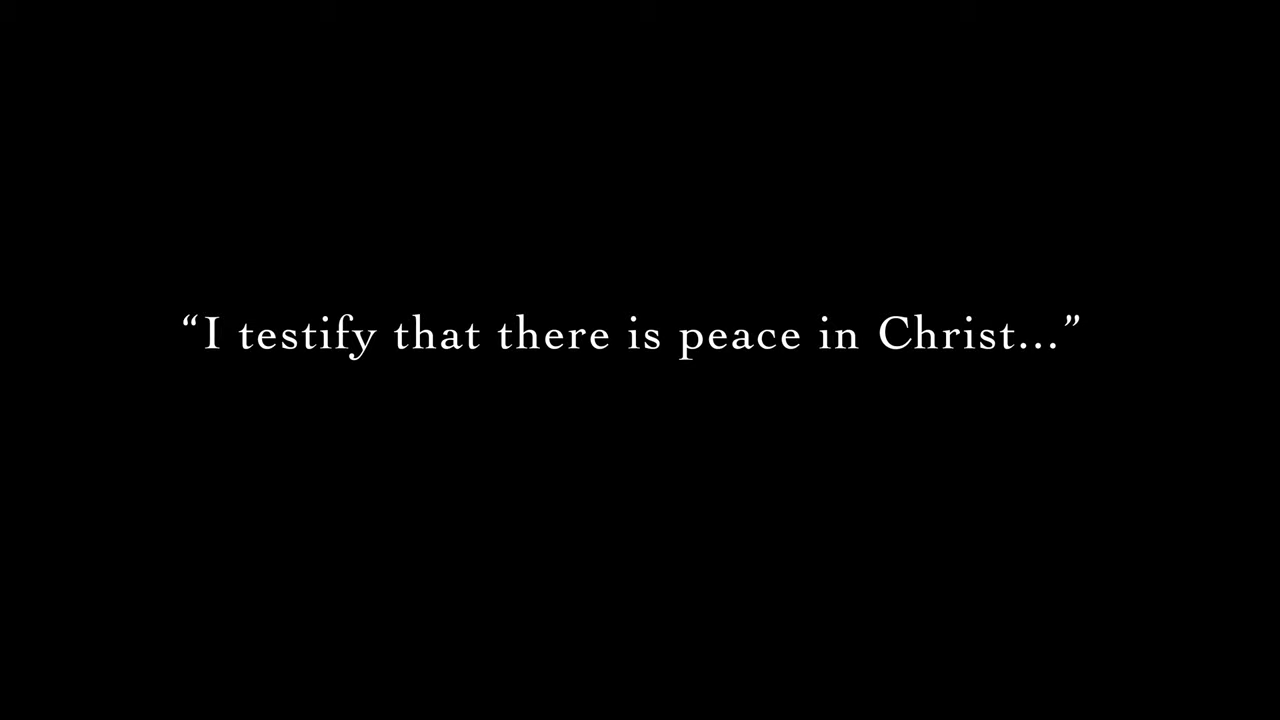 “I testify that there is peace in Christ...”